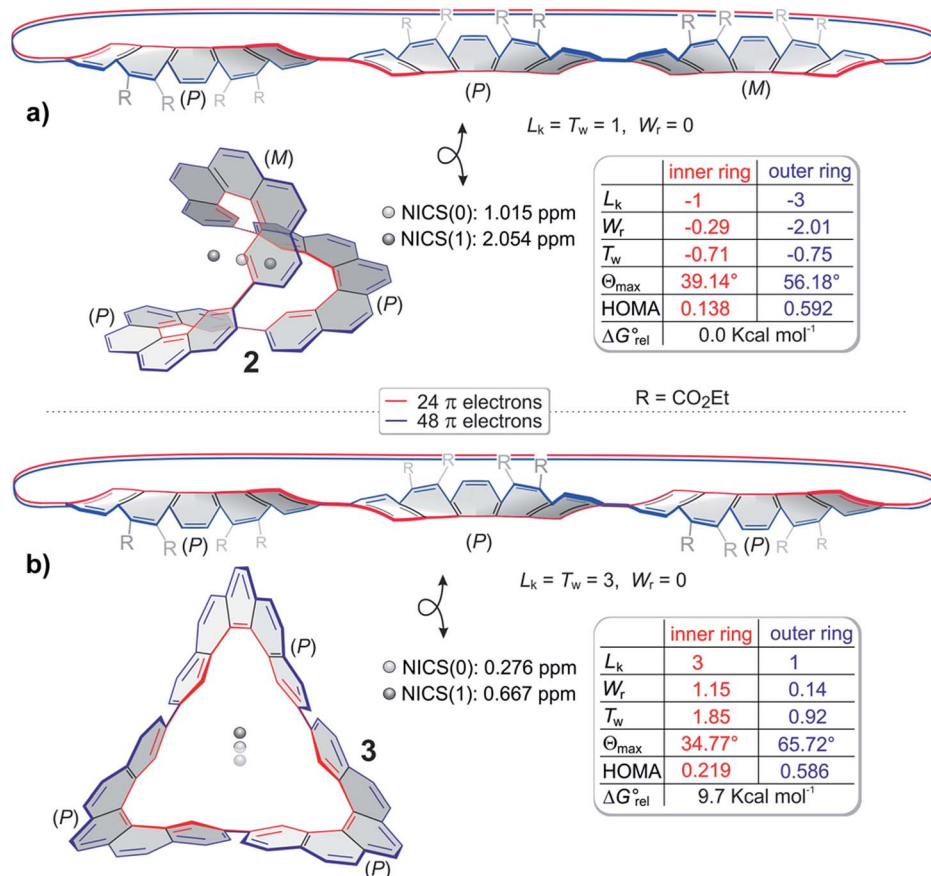 R R R R R R R R
R R R R
(P) (P) (M)
a)
Lk = Tw = 1, Wr = 0
(M)
NICS(0): 1.015 ppm
NICS(1): 2.054 ppm
(P)
(P)
2
inner ring outer ring
Lk -1 -3
Wr -0.29 -2.01
Tw -0.71 -0.75
Θmax 39.14° 56.18°
HOMA 0.138 0.592
ΔG°rel 0.0 Kcal mol-1
24 π electrons
48 π electrons
R = CO2Et
R R R R
R R R R R R R R
(P) (P) (P)
b)
Lk = Tw = 3, Wr = 0
(P)
NICS(0): 0.276 ppm
NICS(1): 0.667 ppm
3
(P)
(P)
inner ring outer ring
Lk 3 1
Wr 1.15 0.14
Tw 1.85 0.92
Θmax 34.77° 65.72°
HOMA 0.219 0.586
ΔG°rel 9.7 Kcal mol-1